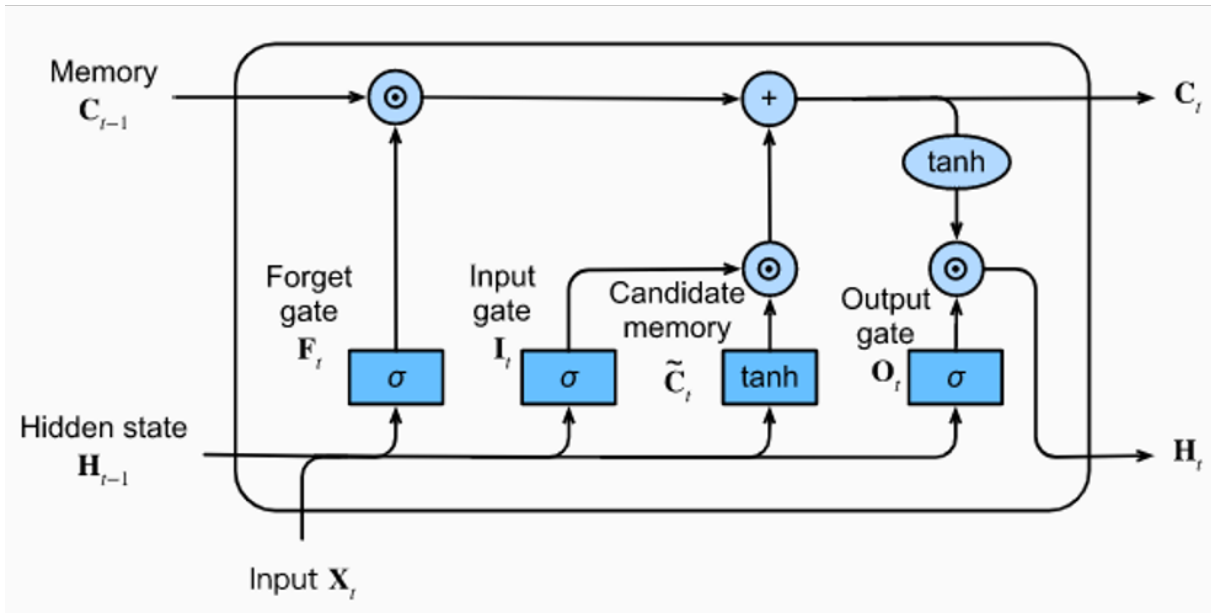 Memory
C_{t-1}
⊙
+
C_t
tanh
Forget
gate
F_t
σ
Input
gate
I_t
σ
⊙
Candidate
memory
C̃_t
tanh
⊙
Output
gate
O_t
σ
Hidden state
H_{t-1}
H_t
Input X_t